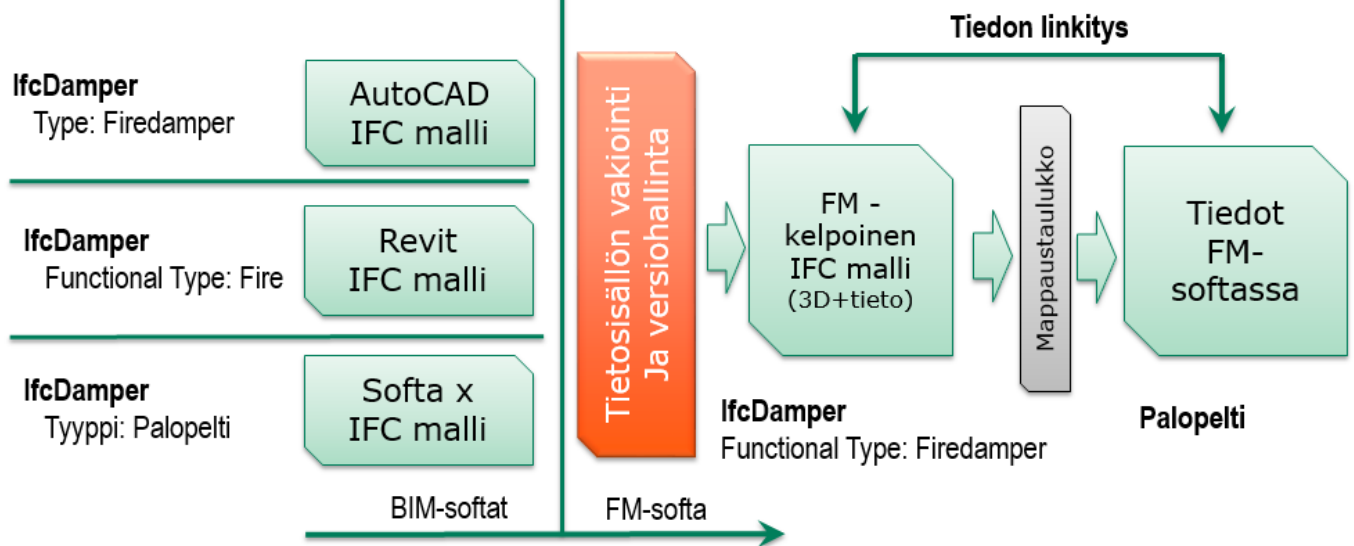 Tiedon linkitys
IfcDamper
Type: Firedamper
AutoCAD
IFC malli
IfcDamper
Functional Type: Fire
Revit
IFC malli
IfcDamper
Tyyppi: Palopelti
Softa x
IFC malli
Tietosisällön vakiointi
Ja versiohallinta
FM -
kelpoinen
IFC malli
(3D+tieto)
IfcDamper
Functional Type: Firedamper
Mappaustaulukko
Tiedot
FM-
softassa
Palopelti
BIM-softat
FM-softa